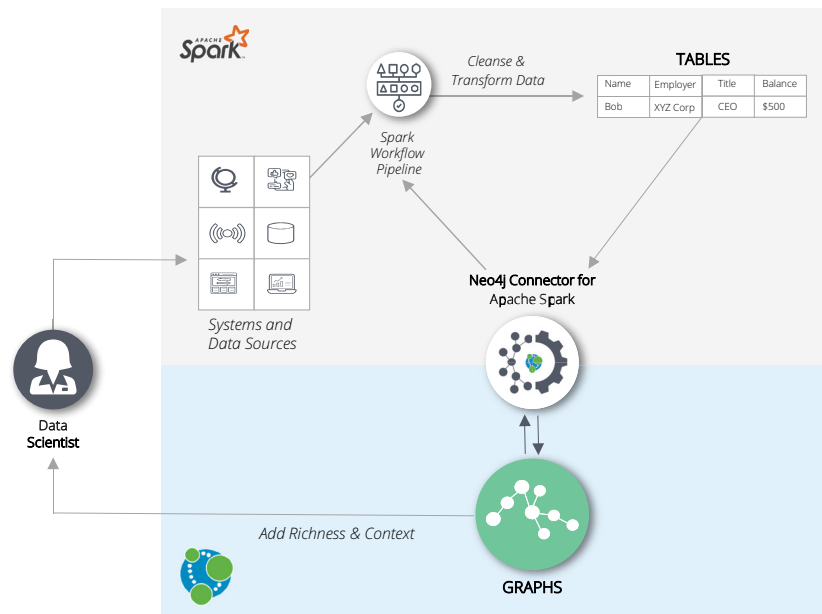 APACHE
Spark™
Cleanse &
Transform Data
TABLES
Name Employer Title Balance
Bob XYZ Corp CEO $500
Spark
Workflow
Pipeline
Neo4j Connector for
Apache Spark
Systems and
Data Sources
Data
Scientist
Add Richness & Context
GRAPHS